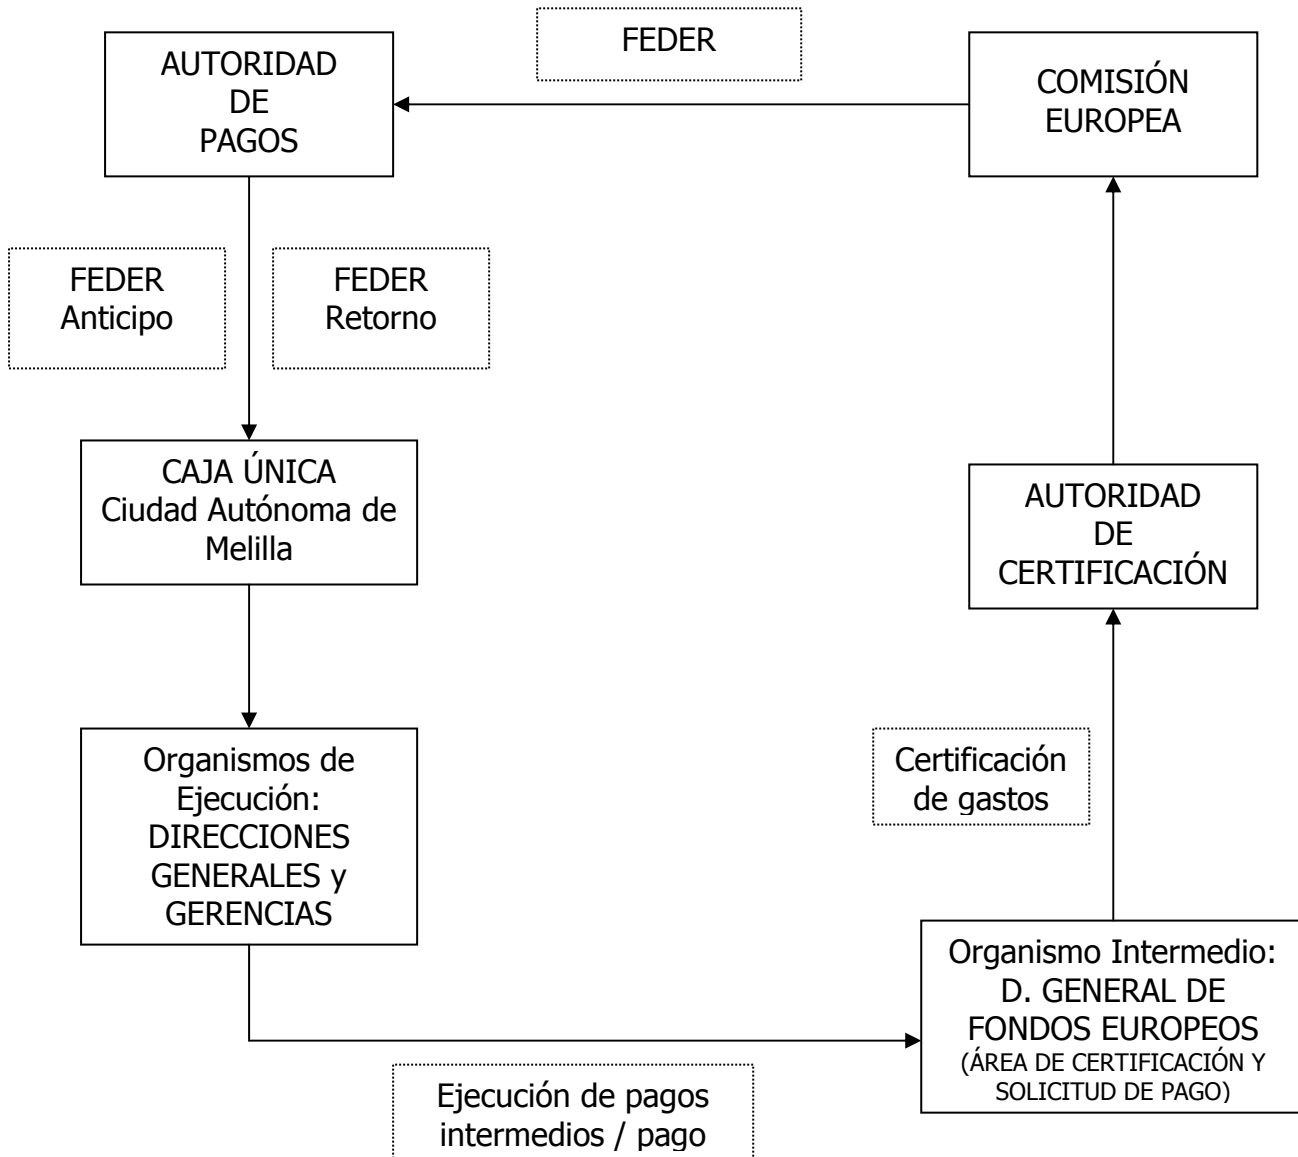 FEDER
AUTORIDAD
DE
PAGOS
COMISIÓN
EUROPEA
FEDER
Anticipo
FEDER
Retorno
CAJA ÚNICA
Ciudad Autónoma de
Melilla
AUTORIDAD
DE
CERTIFICACIÓN
Organismos de
Ejecución:
DIRECCIONES
GENERALES y
GERENCIAS
Certificación
de gastos
Organismo Intermedio:
D. GENERAL DE
FONDOS EUROPEOS
(ÁREA DE CERTIFICACIÓN Y
SOLICITUD DE PAGO)
Ejecución de pagos
intermedios / pago